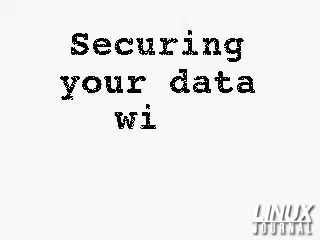 Securing
your data
wi
LINUX
JOURNAL